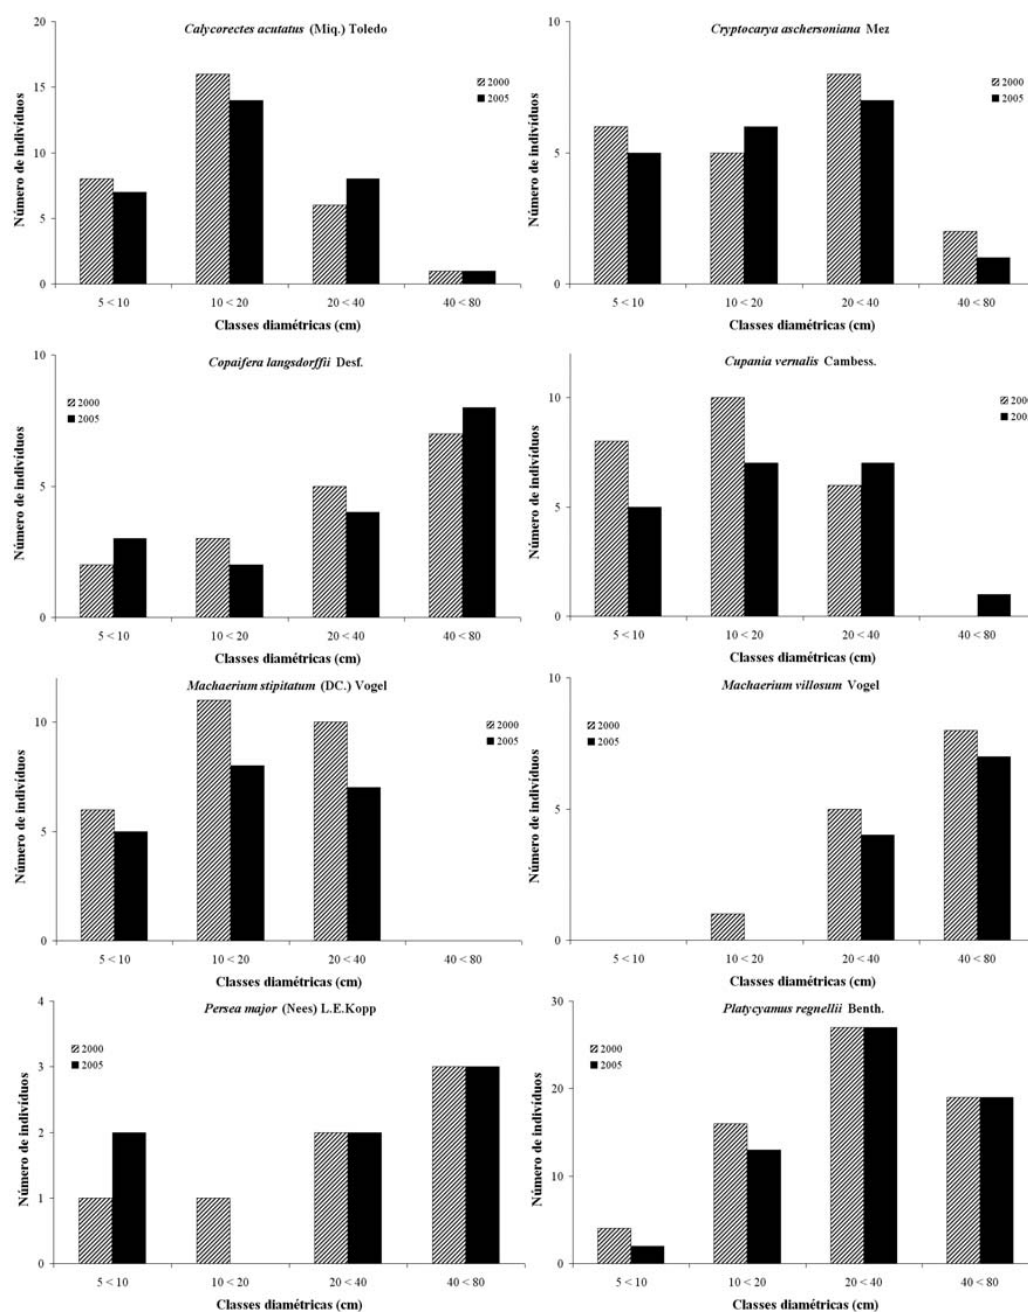 Calycorectes acutatus (Miq.) Toledo
Número de indivíduos
20
15
10
5
0
2000
2005
5 < 10
10 < 20
20 < 40
40 < 80
Classes diamétricas (cm)
Cryptocarya aschersoniana Mez
Número de indivíduos
10
5
0
2000
2005
5 < 10
10 < 20
20 < 40
40 < 80
Classes diamétricas (cm)
Copaifera langsdorffii Desf.
Número de indivíduos
10
5
0
2000
2005
5 < 10
10 < 20
20 < 40
40 < 80
Classes diamétricas (cm)
Cupania vernalis Cambess.
Número de indivíduos
10
5
0
5 < 10
10 < 20
20 < 40
40 < 80
Classes diamétricas (cm)
Machaerium stipitatum (DC.) Vogel
Número de indivíduos
10
5
0
2000
2005
5 < 10
10 < 20
20 < 40
40 < 80
Classes diamétricas (cm)
Machaerium villosum Vogel
Número de indivíduos
10
5
0
2000
2005
5 < 10
10 < 20
20 < 40
40 < 80
Classes diamétricas (cm)
Persea major (Nees) L.E.Kopp
Número de indivíduos
4
3
2
1
0
2000
2005
5 < 10
10 < 20
20 < 40
40 < 80
Classes diamétricas (cm)
Platycyamus regnellii Benth.
Número de indivíduos
30
20
10
0
2000
2005
5 < 10
10 < 20
20 < 40
40 < 80
Classes diamétricas (cm)